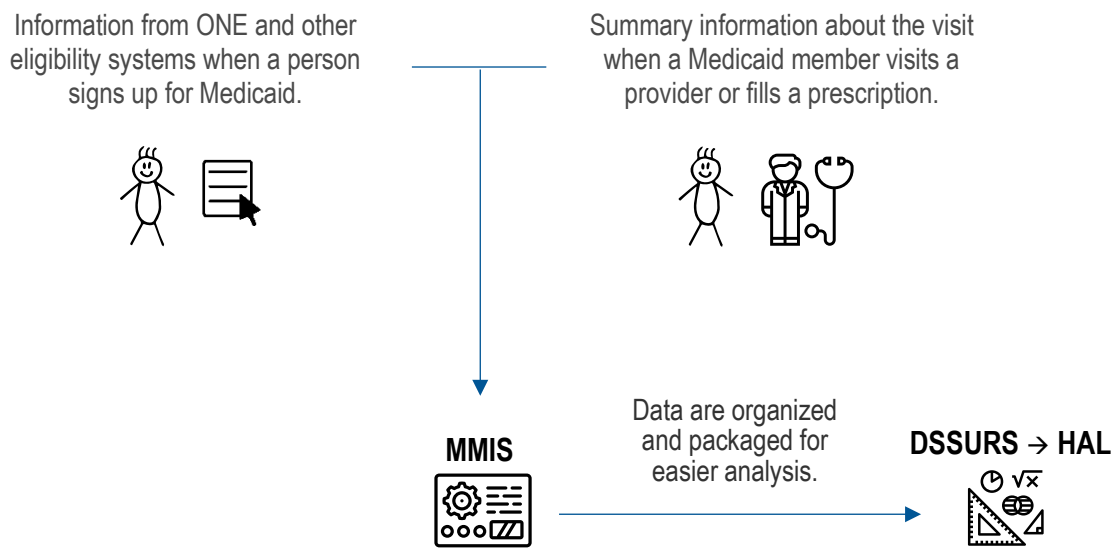 Information from ONE and other
eligibility systems when a person
signs up for Medicaid.
Summary information about the visit
when a Medicaid member visits a
provider or fills a prescription.
MMIS
Data are organized
and packaged for
easier analysis.
DSSURS → HAL
√x